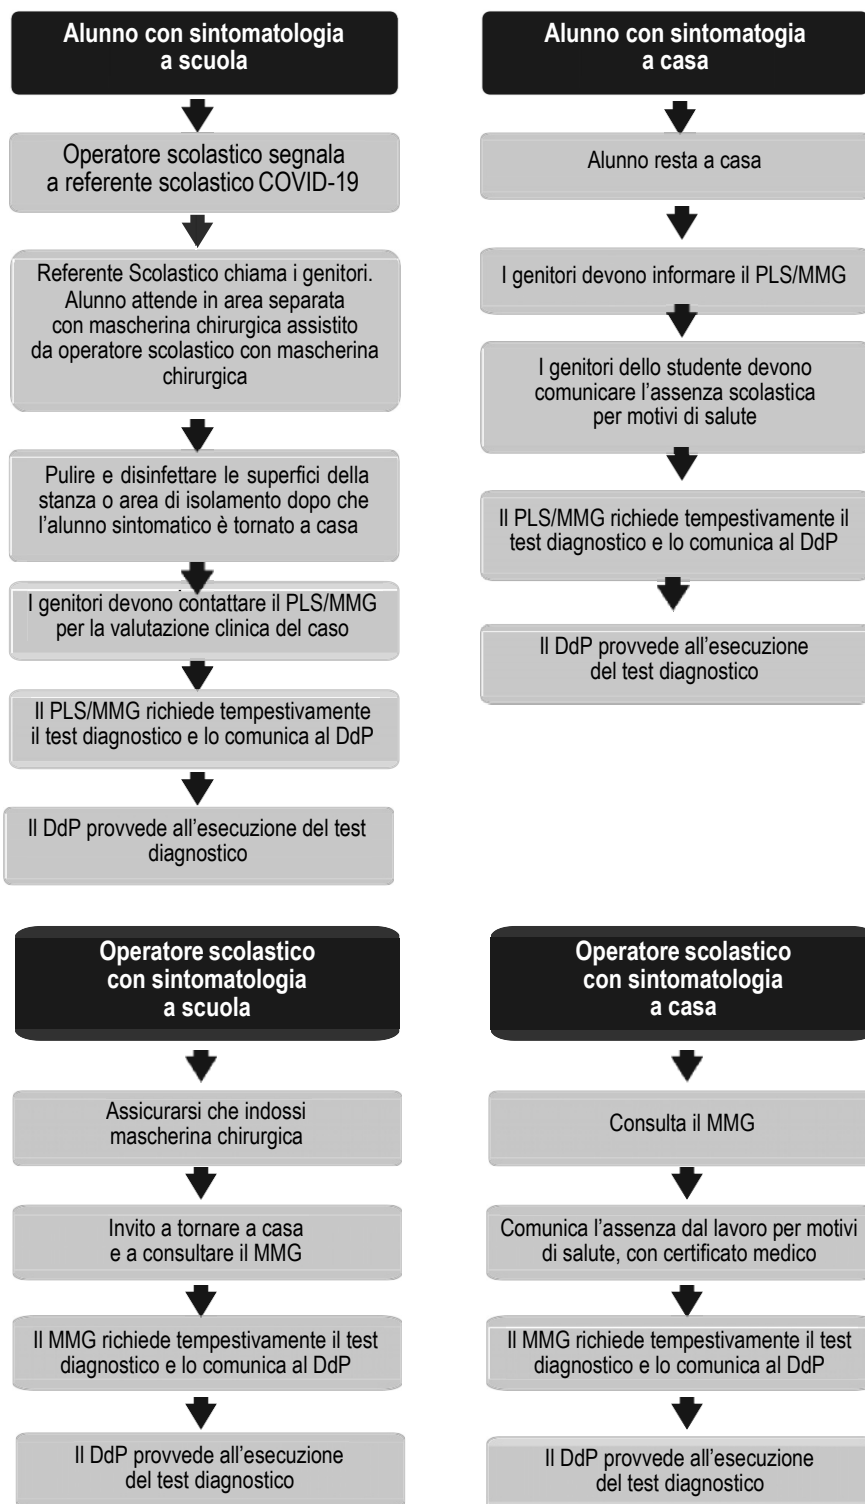 Alunno con sintomatologia
a scuola
Operatore scolastico segnala
a referente scolastico COVID-19
Referente Scolastico chiama i genitori.
Alunno attende in area separata
con mascherina chirurgica assistito
da operatore scolastico con mascherina
chirurgica
Pulire e disinfettare le superfici della
stanza o area di isolamento dopo che
l’alunno sintomatico è tornato a casa
I genitori devono contattare il PLS/MMG
per la valutazione clinica del caso
Il PLS/MMG richiede tempestivamente
il test diagnostico e lo comunica al DdP
Il DdP provvede all’esecuzione del test
diagnostico
Alunno con sintomatogia
a casa
Alunno resta a casa
I genitori devono informare il PLS/MMG
I genitori dello studente devono
comunicare l’assenza scolastica
per motivi di salute
Il PLS/MMG richiede tempestivamente il
test diagnostico e lo comunica al DdP
Il DdP provvede all’esecuzione
del test diagnostico
Operatore scolastico
con sintomatologia
a scuola
Assicurarsi che indossi
mascherina chirurgica
Invito a tornare a casa
e a consultare il MMG
Il MMG richiede tempestivamente il test
diagnostico e lo comunica al DdP
Il DdP provvede all’esecuzione
del test diagnostico
Operatore scolastico
con sintomatologia
a casa
Consulta il MMG
Comunica l’assenza dal lavoro per motivi
di salute, con certificato medico
Il MMG richiede tempestivamente il test
diagnostico e lo comunica al DdP
Il DdP provvede all’esecuzione
del test diagnostico